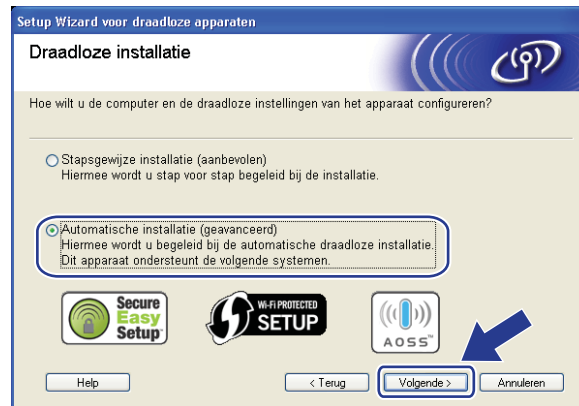 Setup Wizard voor draadloze apparaten
Draadloze installatie
Hoe wilt u de computer en de draadloze instellingen van het apparaat configureren?
Stapsgewijze installatie (aanbevolen)
Hiermee wordt u stap voor stap begeleid bij de installatie.
Automatische installatie (geavanceerd)
Hiermee wordt u begeleid bij de automatische draadloze installatie.
Dit apparaat ondersteunt de volgende systemen.
Secure
Easy
Setup
Wi-Fi PROTECTED
SETUP
AOSS™
Help
< Terug
Volgende >
Annuleren